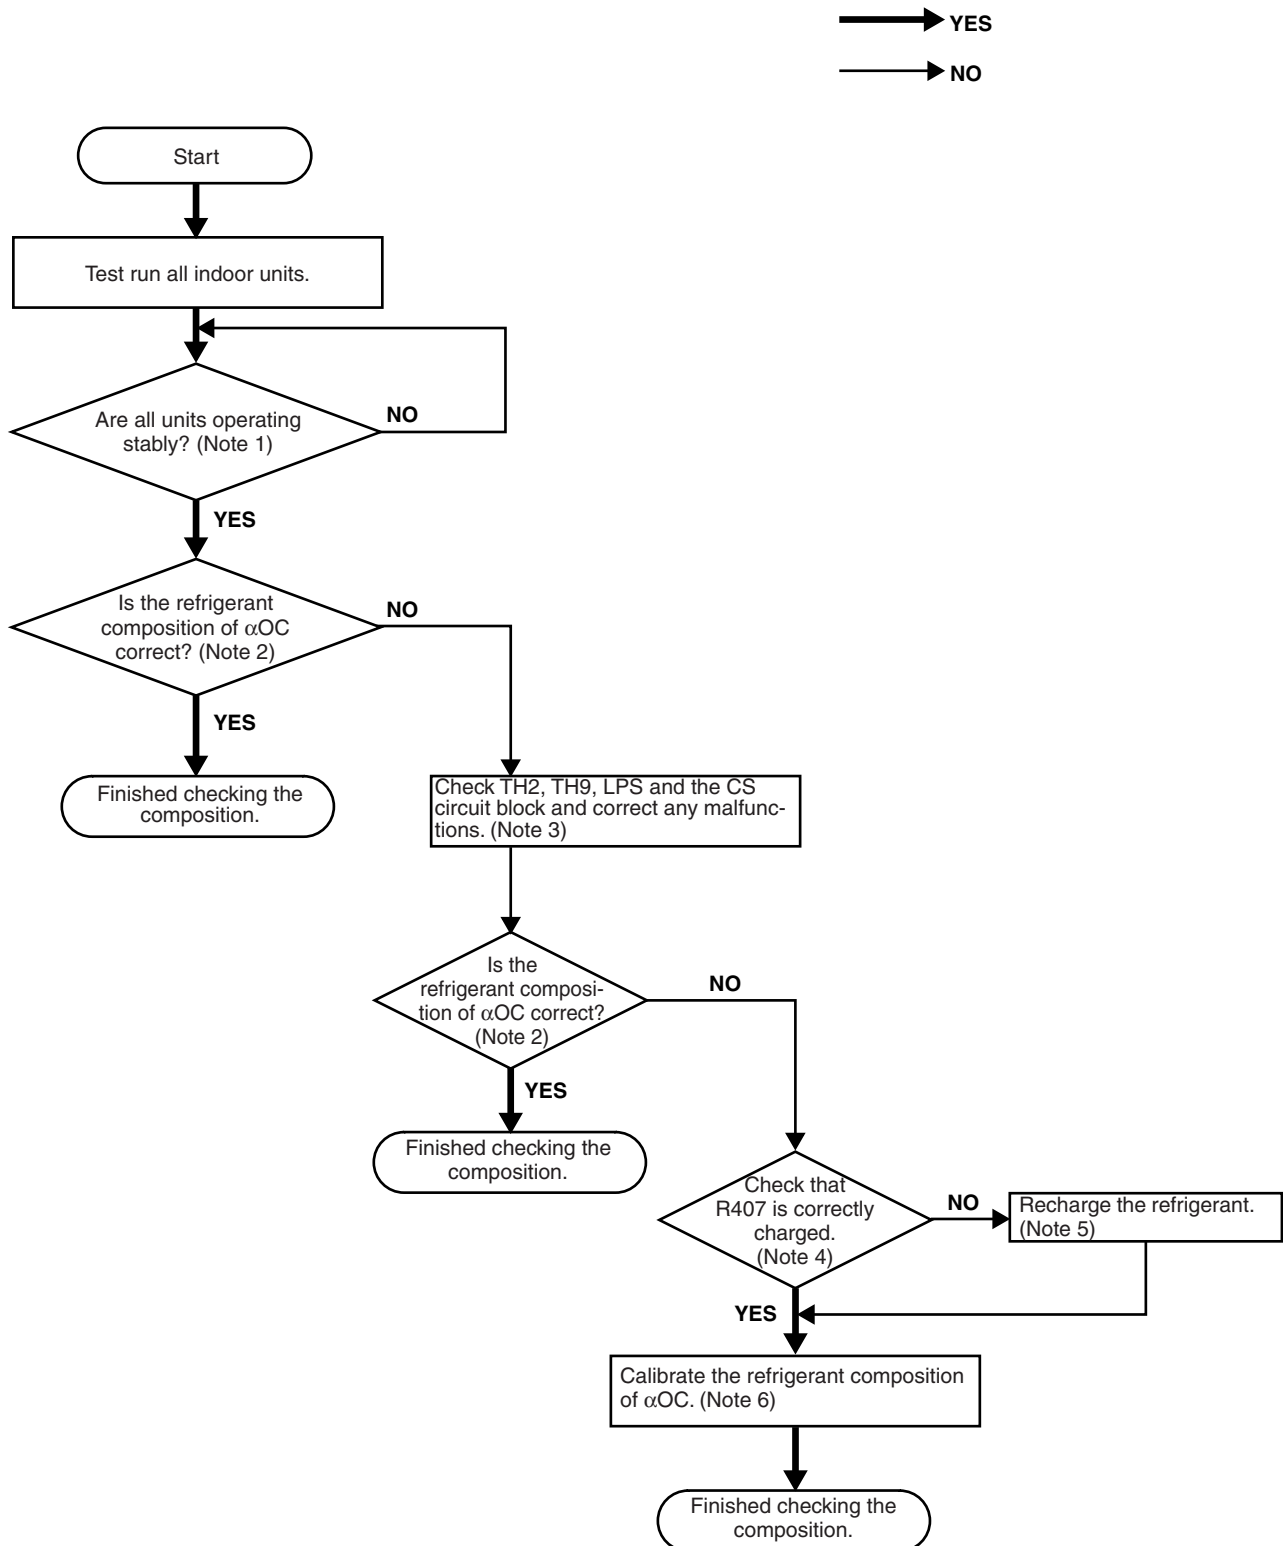 YES
NO
Start
Test run all indoor units.
Are all units operating
stably? (Note 1)
NO
YES
Is the refrigerant
composition of αOC
correct? (Note 2)
NO
YES
Finished checking the
composition.
Check TH2, TH9, LPS and the CS
circuit block and correct any malfunc-
tions. (Note 3)
Is the
refrigerant composi-
tion of αOC correct?
(Note 2)
NO
YES
Finished checking the
composition.
Check that
R407 is correctly
charged.
(Note 4)
NO
Recharge the refrigerant.
(Note 5)
YES
Calibrate the refrigerant composition
of αOC. (Note 6)
Finished checking the
composition.